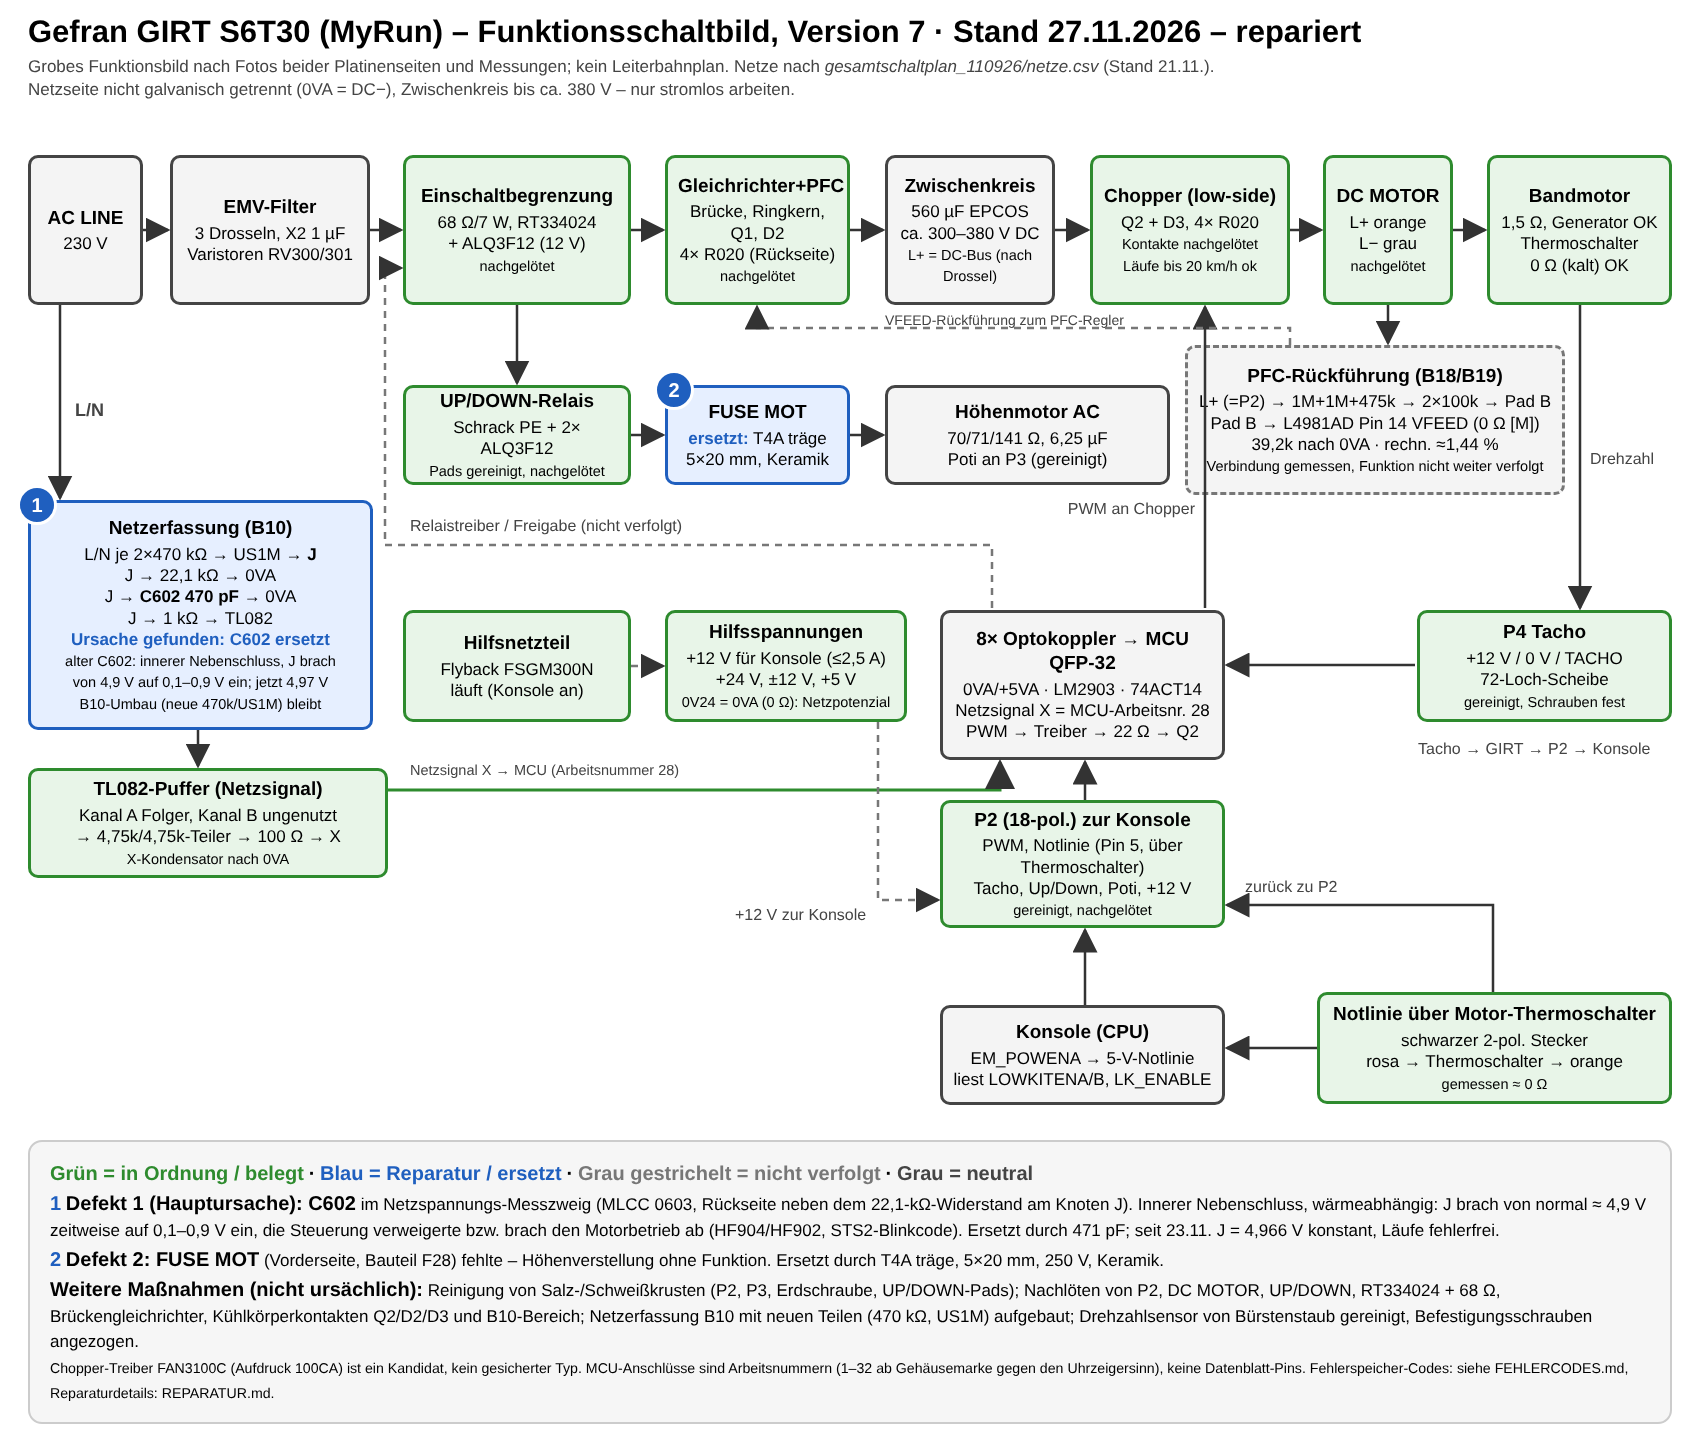 Gefran GIRT S6T30 (MyRun) – Funktionsschaltbild, Version 7 · Stand 27.11.2026 – repariert
Grobes Funktionsbild nach Fotos beider Platinenseiten und Messungen; kein Leiterbahnplan. Netze nach gesamtschaltplan_110926/netze.csv (Stand 21.11.).
Netzseite nicht galvanisch getrennt (0VA = DC−), Zwischenkreis bis ca. 380 V – nur stromlos arbeiten.
AC LINE
230 V
EMV-Filter
3 Drosseln, X2 1 µF
Varistoren RV300/301
Einschaltbegrenzung
68 Ω/7 W, RT334024
+ ALQ3F12 (12 V)
nachgelötet
Gleichrichter+PFC
Brücke, Ringkern,
Q1, D2
4× R020 (Rückseite)
nachgelötet
Zwischenkreis
560 µF EPCOS
ca. 300–380 V DC
L+ = DC-Bus (nach
Drossel)
Chopper (low-side)
Q2 + D3, 4× R020
Kontakte nachgelötet
Läufe bis 20 km/h ok
DC MOTOR
L+ orange
L− grau
nachgelötet
Bandmotor
1,5 Ω, Generator OK
Thermoschalter
0 Ω (kalt) OK
VFEED-Rückführung zum PFC-Regler
L/N
UP/DOWN-Relais
Schrack PE + 2×
ALQ3F12
Pads gereinigt, nachgelötet
2
FUSE MOT
ersetzt: T4A träge
5×20 mm, Keramik
Höhenmotor AC
70/71/141 Ω, 6,25 µF
Poti an P3 (gereinigt)
PFC-Rückführung (B18/B19)
L+ (=P2) → 1M+1M+475k → 2×100k → Pad B
Pad B → L4981AD Pin 14 VFEED (0 Ω [M])
39,2k nach 0VA · rechn. ≈1,44 %
Verbindung gemessen, Funktion nicht weiter verfolgt
Drehzahl
PWM an Chopper
Relaistreiber / Freigabe (nicht verfolgt)
1
Netzerfassung (B10)
L/N je 2×470 kΩ → US1M → J
J → 22,1 kΩ → 0VA
J → C602 470 pF → 0VA
J → 1 kΩ → TL082
Ursache gefunden: C602 ersetzt
alter C602: innerer Nebenschluss, J brach
von 4,9 V auf 0,1–0,9 V ein; jetzt 4,97 V
B10-Umbau (neue 470k/US1M) bleibt
Hilfsnetzteil
Flyback FSGM300N
läuft (Konsole an)
Hilfsspannungen
+12 V für Konsole (≤2,5 A)
+24 V, ±12 V, +5 V
0V24 = 0VA (0 Ω): Netzpotenzial
8× Optokoppler → MCU
QFP-32
0VA/+5VA · LM2903 · 74ACT14
Netzsignal X = MCU-Arbeitsnr. 28
PWM → Treiber → 22 Ω → Q2
P4 Tacho
+12 V / 0 V / TACHO
72-Loch-Scheibe
gereinigt, Schrauben fest
Tacho → GIRT → P2 → Konsole
TL082-Puffer (Netzsignal)
Kanal A Folger, Kanal B ungenutzt
→ 4,75k/4,75k-Teiler → 100 Ω → X
X-Kondensator nach 0VA
Netzsignal X → MCU (Arbeitsnummer 28)
P2 (18-pol.) zur Konsole
PWM, Notlinie (Pin 5, über
Thermoschalter)
Tacho, Up/Down, Poti, +12 V
gereinigt, nachgelötet
+12 V zur Konsole
zurück zu P2
Konsole (CPU)
EM_POWENA → 5-V-Notlinie
liest LOWKITENA/B, LK_ENABLE
Notlinie über Motor-Thermoschalter
schwarzer 2-pol. Stecker
rosa → Thermoschalter → orange
gemessen ≈ 0 Ω
Grün = in Ordnung / belegt · Blau = Reparatur / ersetzt · Grau gestrichelt = nicht verfolgt · Grau = neutral
1 Defekt 1 (Hauptursache): C602 im Netzspannungs-Messzweig (MLCC 0603, Rückseite neben dem 22,1-kΩ-Widerstand am Knoten J). Innerer Nebenschluss, wärmeabhängig: J brach von normal ≈ 4,9 V
zeitweise auf 0,1–0,9 V ein, die Steuerung verweigerte bzw. brach den Motorbetrieb ab (HF904/HF902, STS2-Blinkcode). Ersetzt durch 471 pF; seit 23.11. J = 4,966 V konstant, Läufe fehlerfrei.
2 Defekt 2: FUSE MOT (Vorderseite, Bauteil F28) fehlte – Höhenverstellung ohne Funktion. Ersetzt durch T4A träge, 5×20 mm, 250 V, Keramik.
Weitere Maßnahmen (nicht ursächlich): Reinigung von Salz-/Schweißkrusten (P2, P3, Erdschraube, UP/DOWN-Pads); Nachlöten von P2, DC MOTOR, UP/DOWN, RT334024 + 68 Ω,
Brückengleichrichter, Kühlkörperkontakten Q2/D2/D3 und B10-Bereich; Netzerfassung B10 mit neuen Teilen (470 kΩ, US1M) aufgebaut; Drehzahlsensor von Bürstenstaub gereinigt, Befestigungsschrauben
angezogen.
Chopper-Treiber FAN3100C (Aufdruck 100CA) ist ein Kandidat, kein gesicherter Typ. MCU-Anschlüsse sind Arbeitsnummern (1–32 ab Gehäusemarke gegen den Uhrzeigersinn), keine Datenblatt-Pins. Fehlerspeicher-Codes: siehe FEHLERCODES.md,
Reparaturdetails: REPARATUR.md.